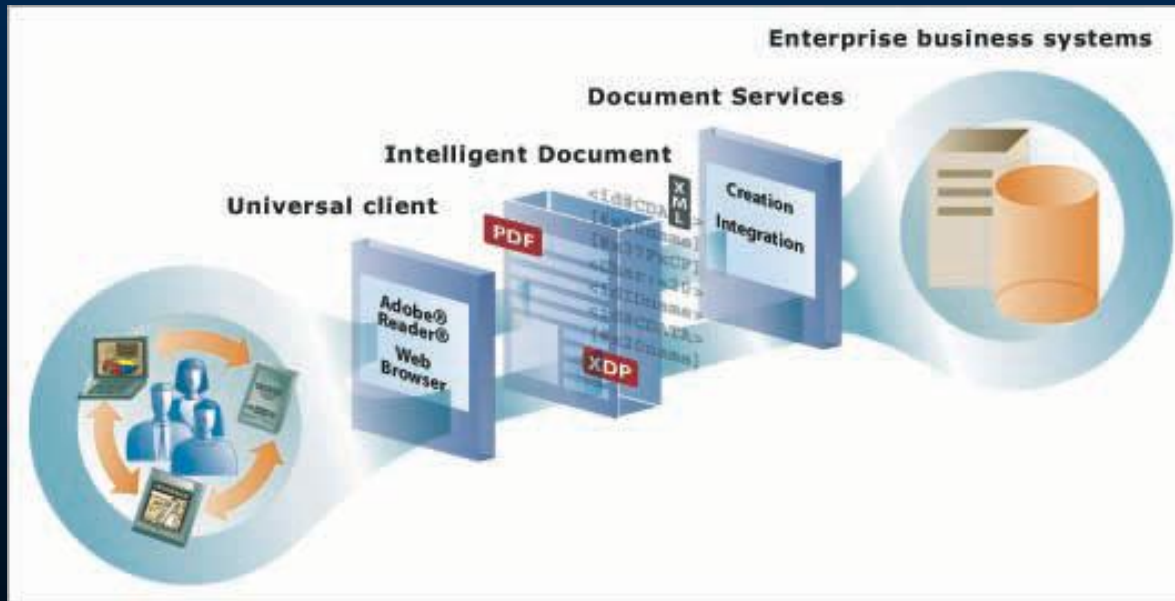 Enterprise business systems
Document Services
Intelligent Document
Universal client
XML
Creation
Integration
PDF
Adobe® Reader®
Web Browser
XDP